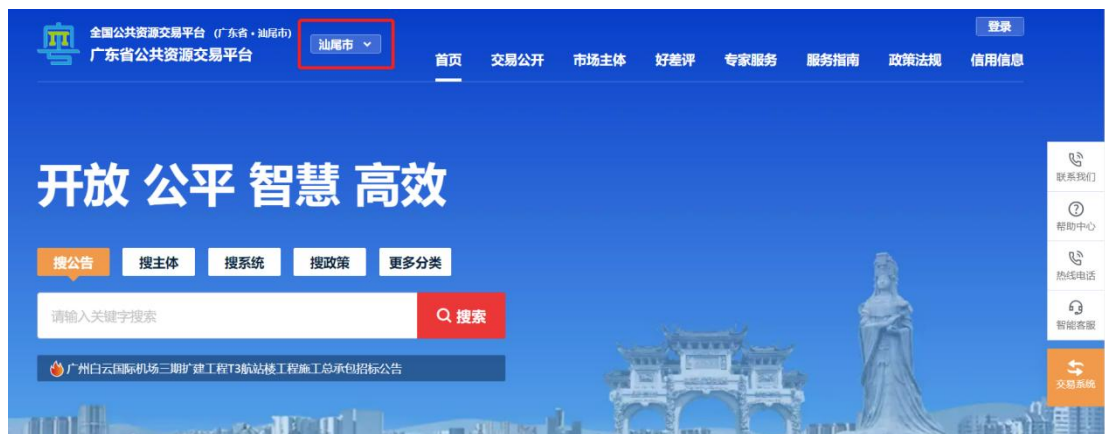 全国公共资源交易平台 (广东省·汕尾市)
广东省公共资源交易平台
汕尾市
登录
首页 交易公开 市场主体 好差评 专家服务 服务指南 政策法规 信用信息
开放 公平 智慧 高效
搜公告 搜主体 搜系统 搜政策 更多分类
请输入关键字搜索
搜索
广州白云国际机场三期扩建工程T3航站楼工程施工总承包招标公告
联系我们
帮助中心
热线电话
智能客服
交易系统